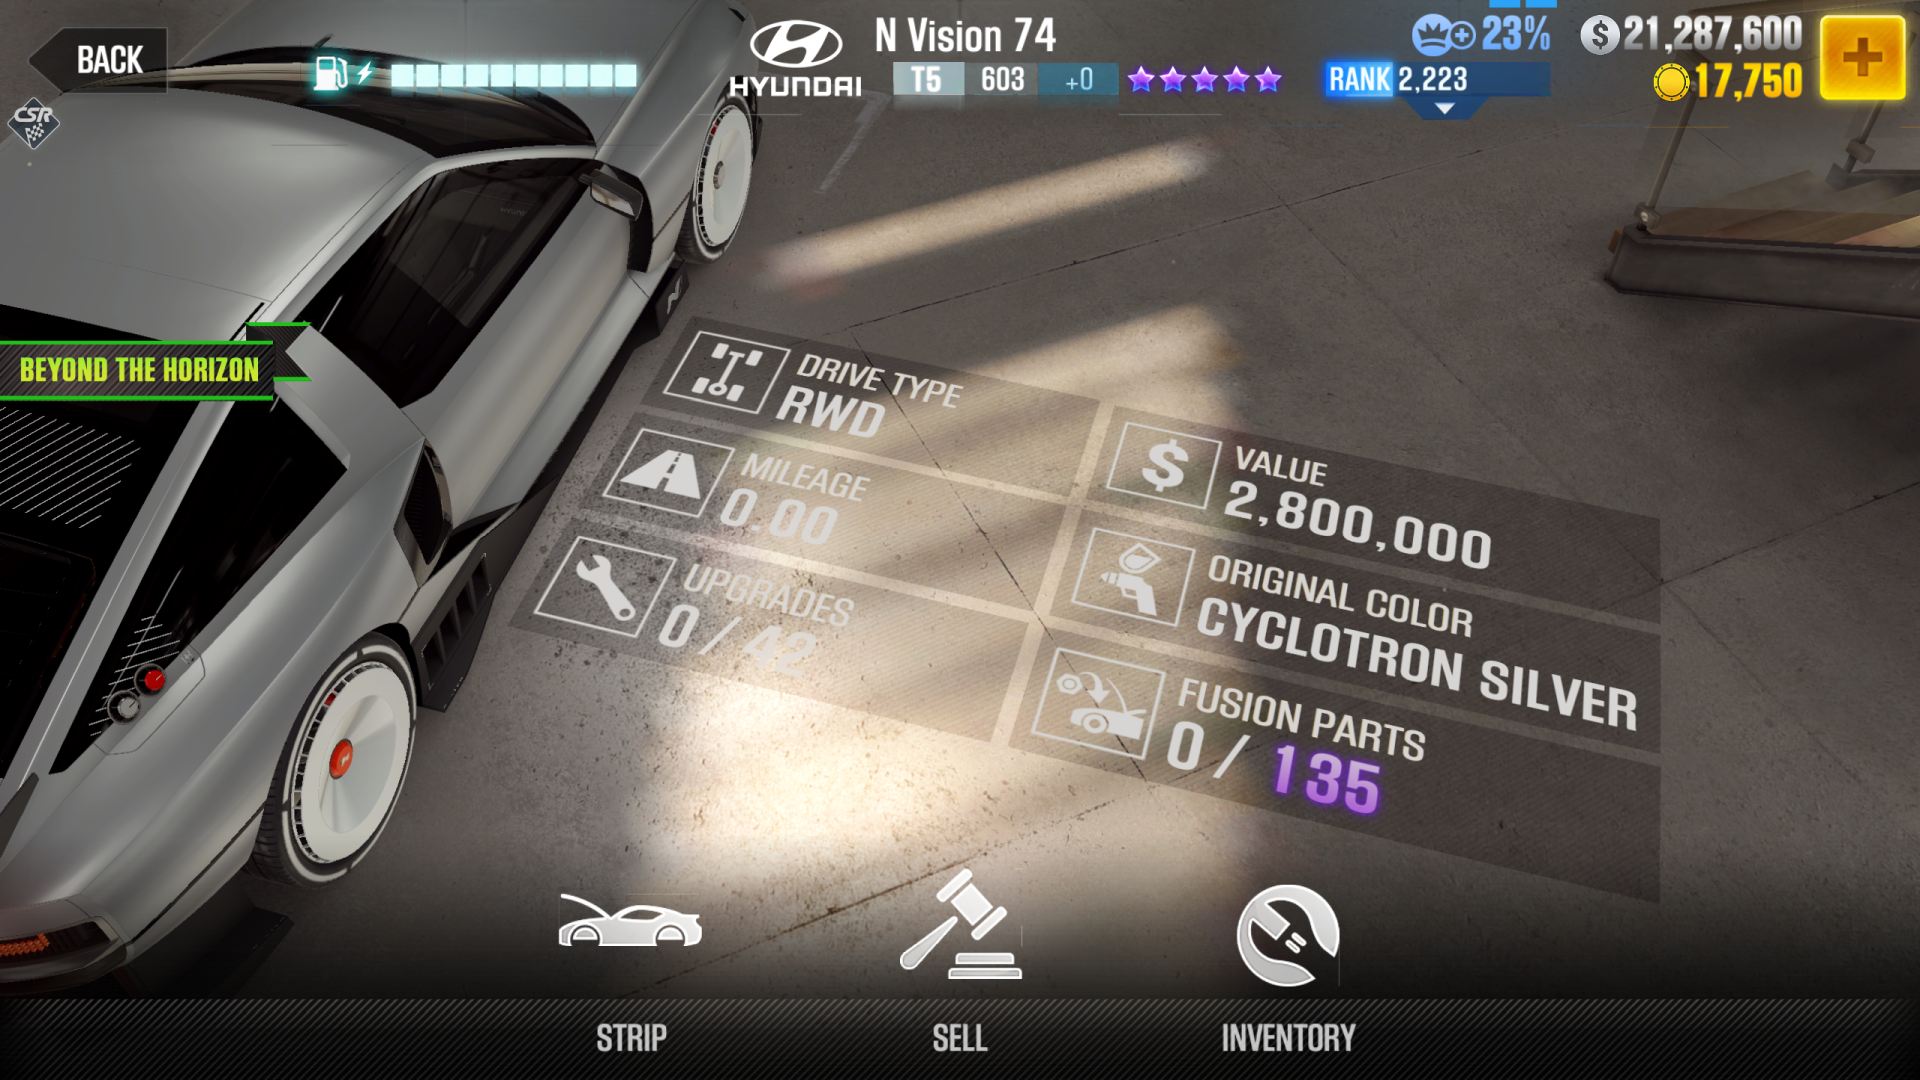 BACK
CSR
HYUNDAI
N Vision 74
T5 603 +0
23%
RANK 2,223
$ 21,287,600
17,750
BEYOND THE HORIZON
DRIVE TYPE
RWD
MILEAGE
0.00
UPGRADES
0 / 42
$ VALUE
2,800,000
ORIGINAL COLOR
CYCLOTRON SILVER
FUSION PARTS
0 / 135
N
STRIP
SELL
INVENTORY